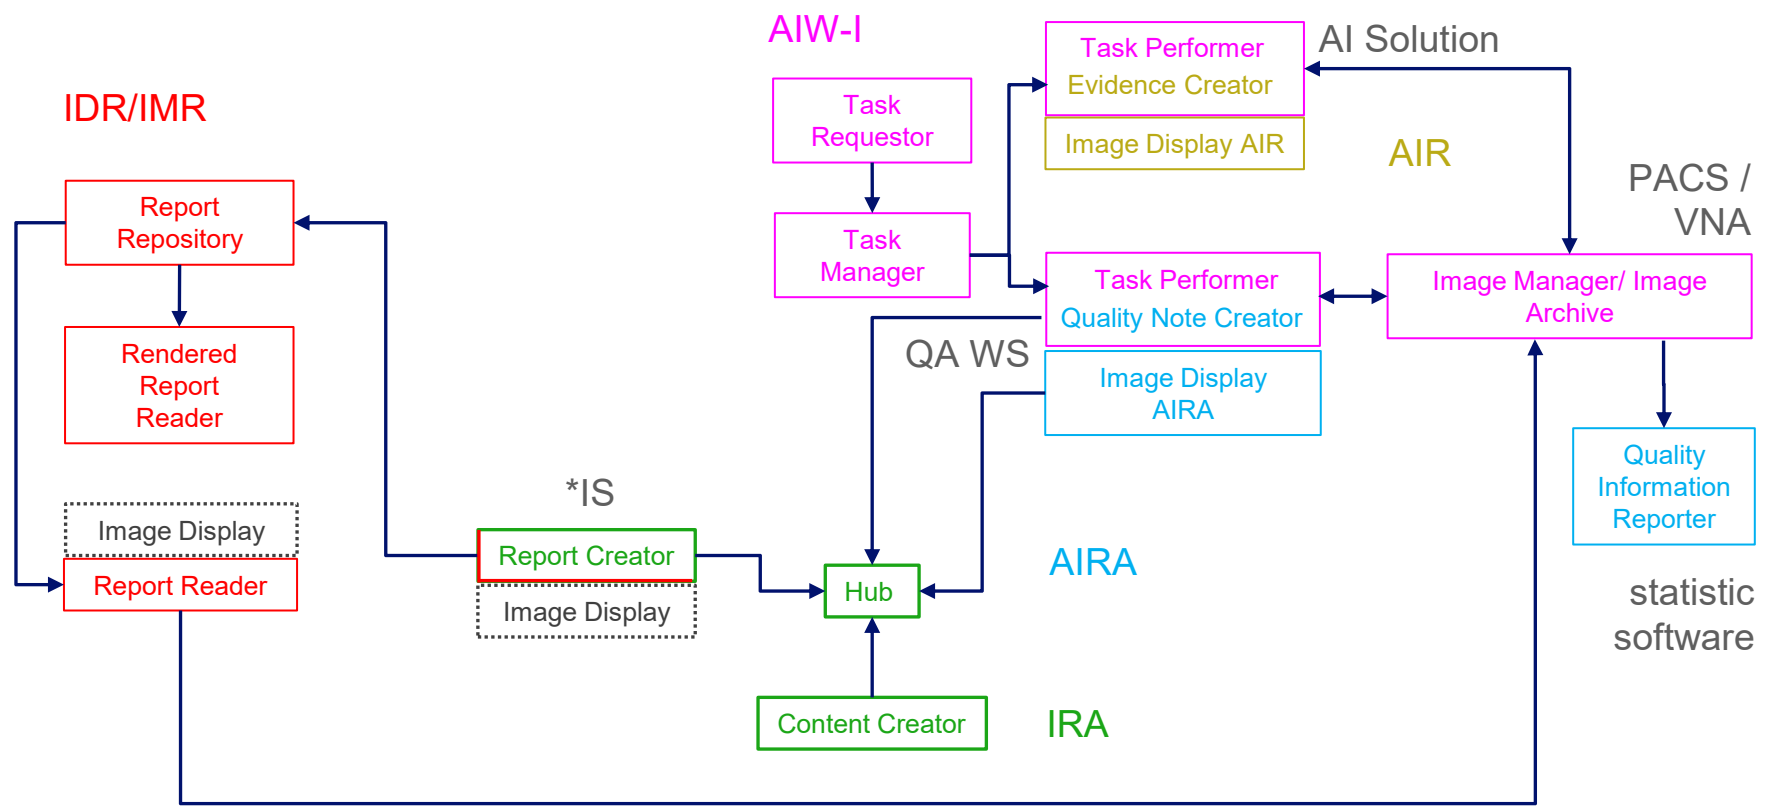 AIW-I
Task Performer
Evidence Creator
AI Solution
IDR/IMR
Task
Requestor
Image Display AIR
AIR
PACS /
VNA
Report
Repository
Task
Manager
Task Performer
Quality Note Creator
Image Manager/ Image
Archive
Rendered
Report
Reader
QA WS
Image Display
AIRA
Quality
Information
Reporter
*IS
Image Display
Report Reader
Report Creator
Image Display
Hub
AIRA
statistic
software
Content Creator
IRA